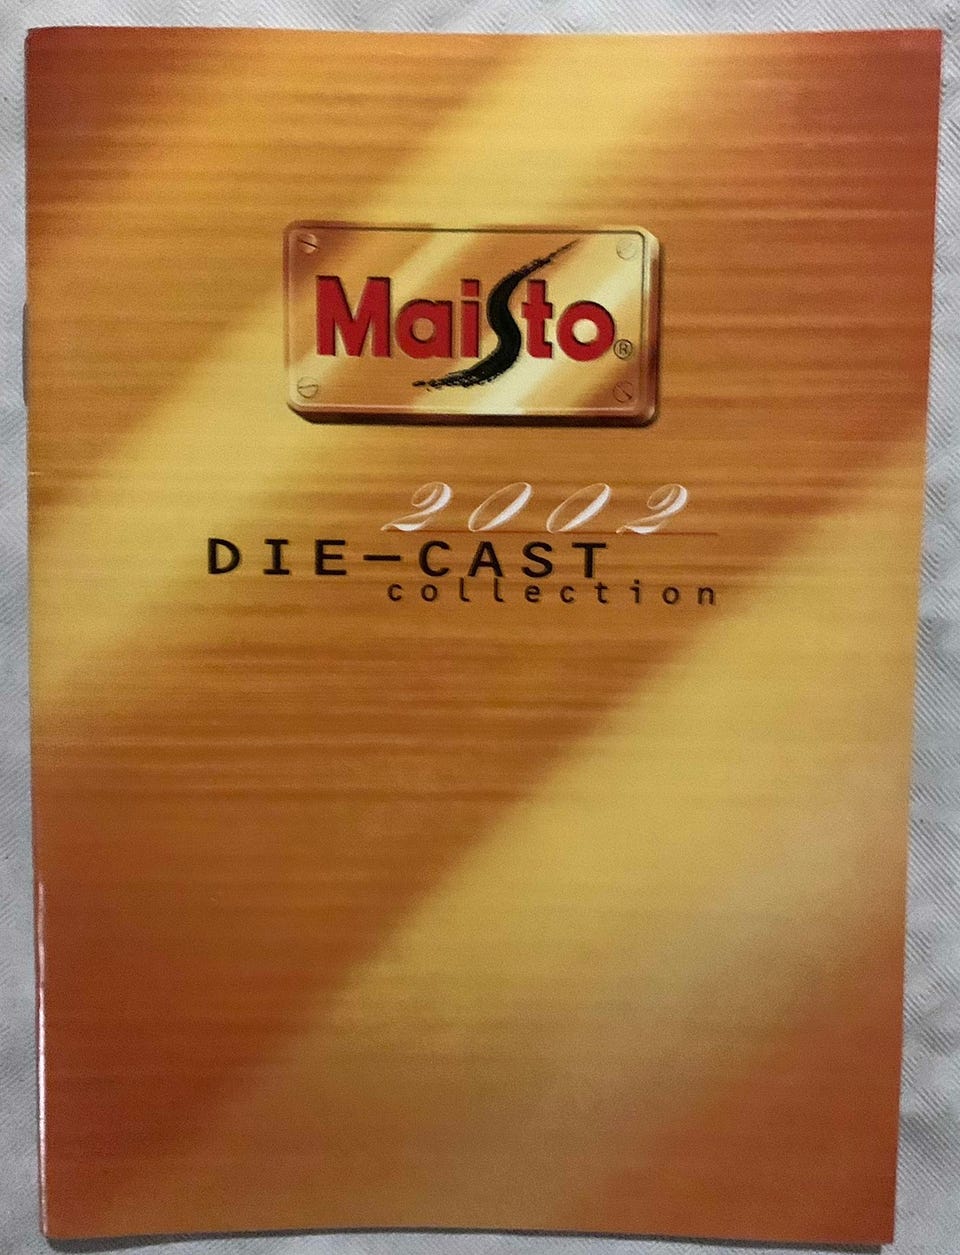 Maisto®
2002
DIE-CAST
collection